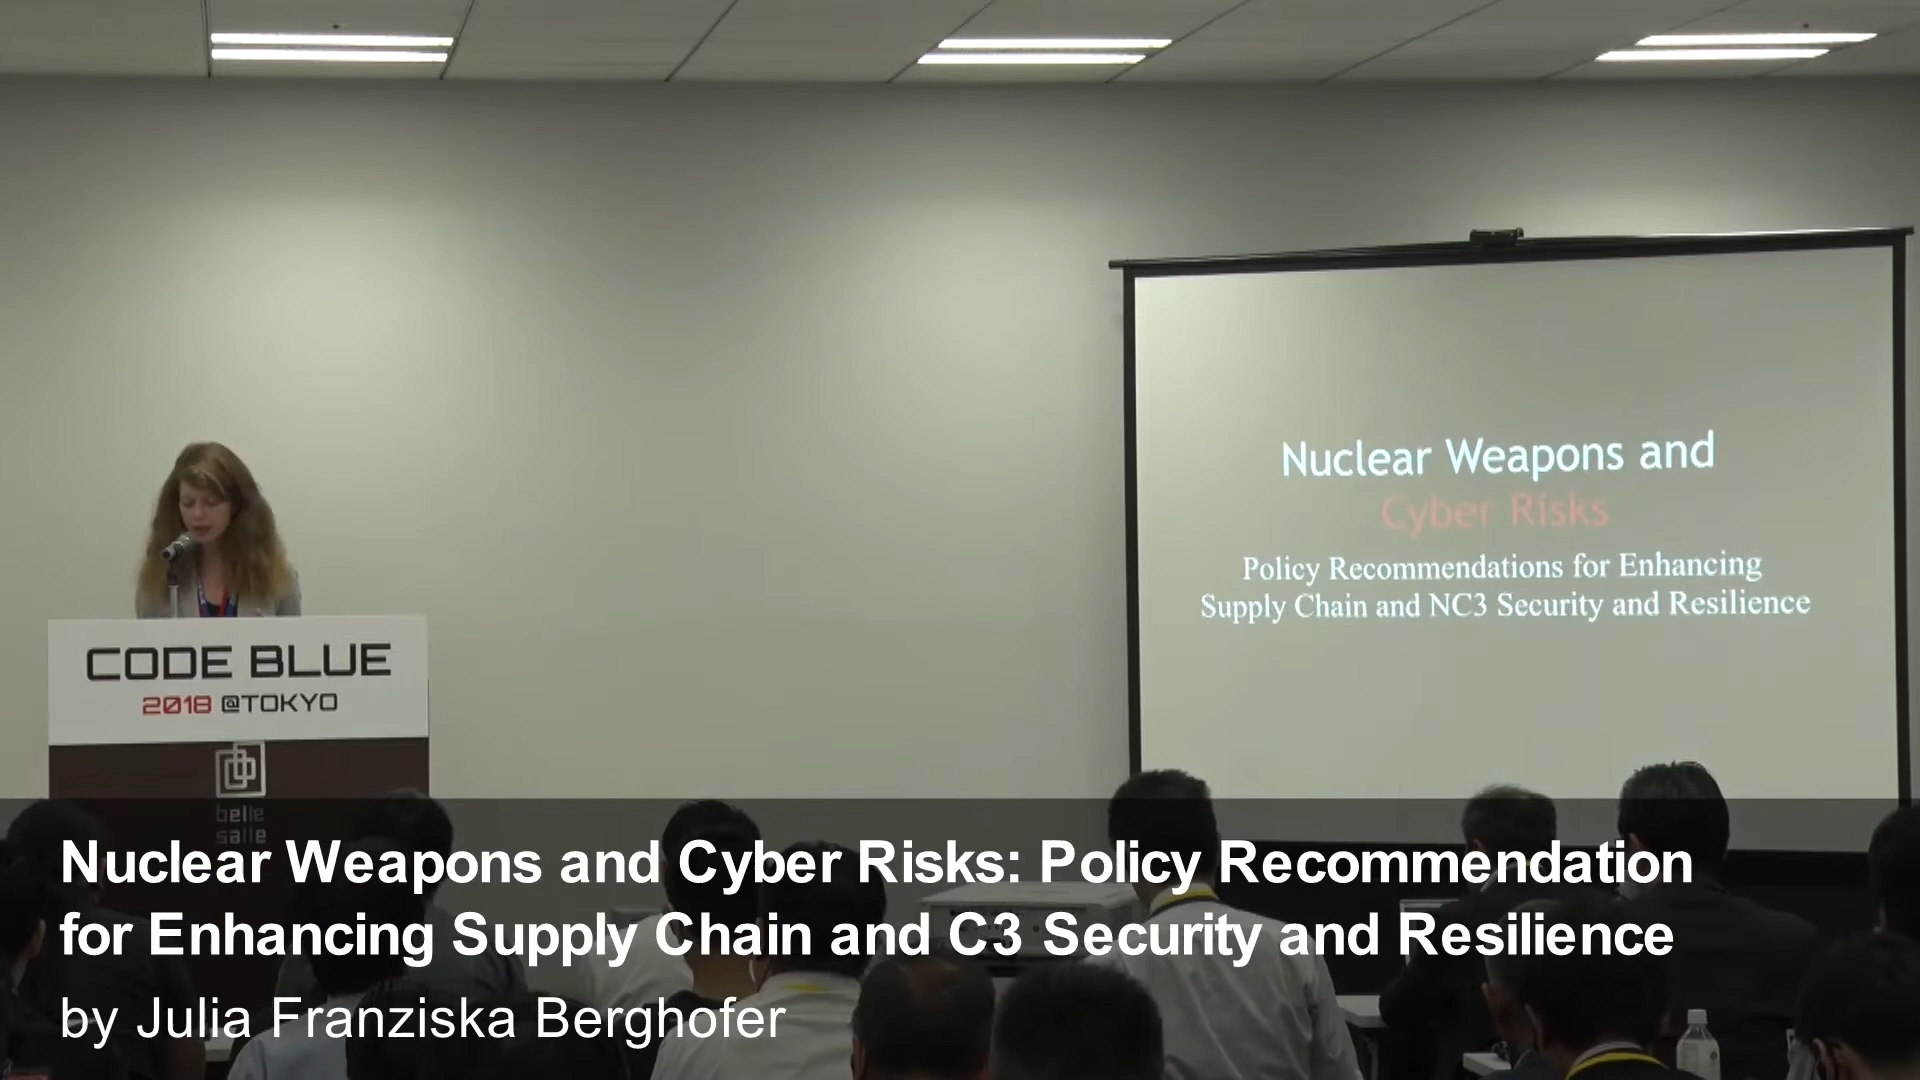 Nuclear Weapons and
Cyber Risks
Policy Recommendations for Enhancing
Supply Chain and NC3 Security and Resilience
CODE BLUE
2018 @TOKYO
belle
salle
Nuclear Weapons and Cyber Risks: Policy Recommendation
for Enhancing Supply Chain and C3 Security and Resilience
by Julia Franziska Berghofer